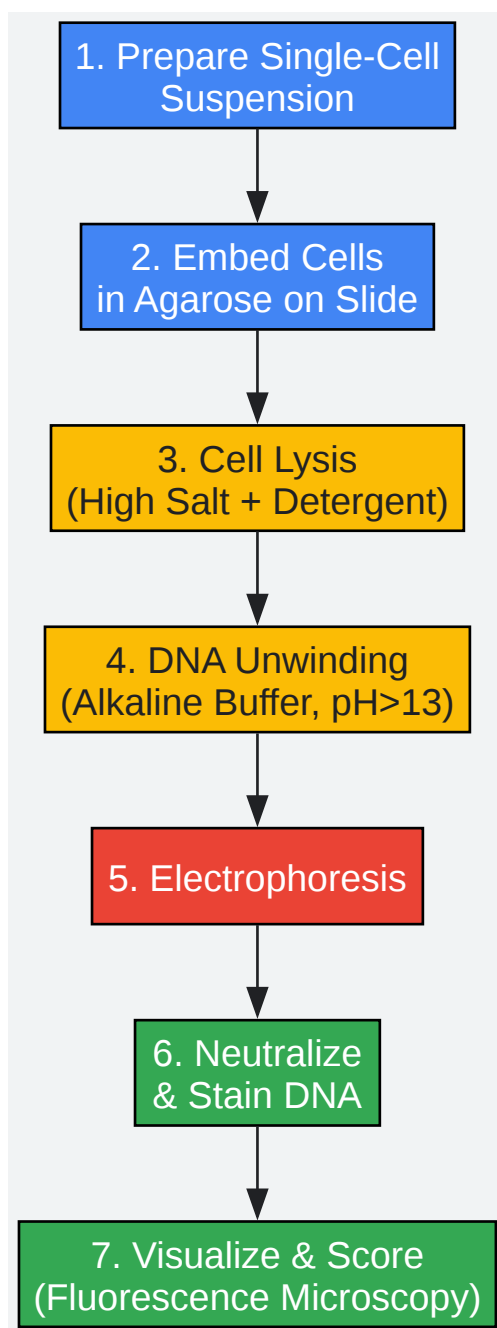 1. Prepare Single-Cell
Suspension
2. Embed Cells
in Agarose on Slide
3. Cell Lysis
(High Salt + Detergent)
4. DNA Unwinding
(Alkaline Buffer, pH>13)
5. Electrophoresis
6. Neutralize
& Stain DNA
7. Visualize & Score
(Fluorescence Microscopy)